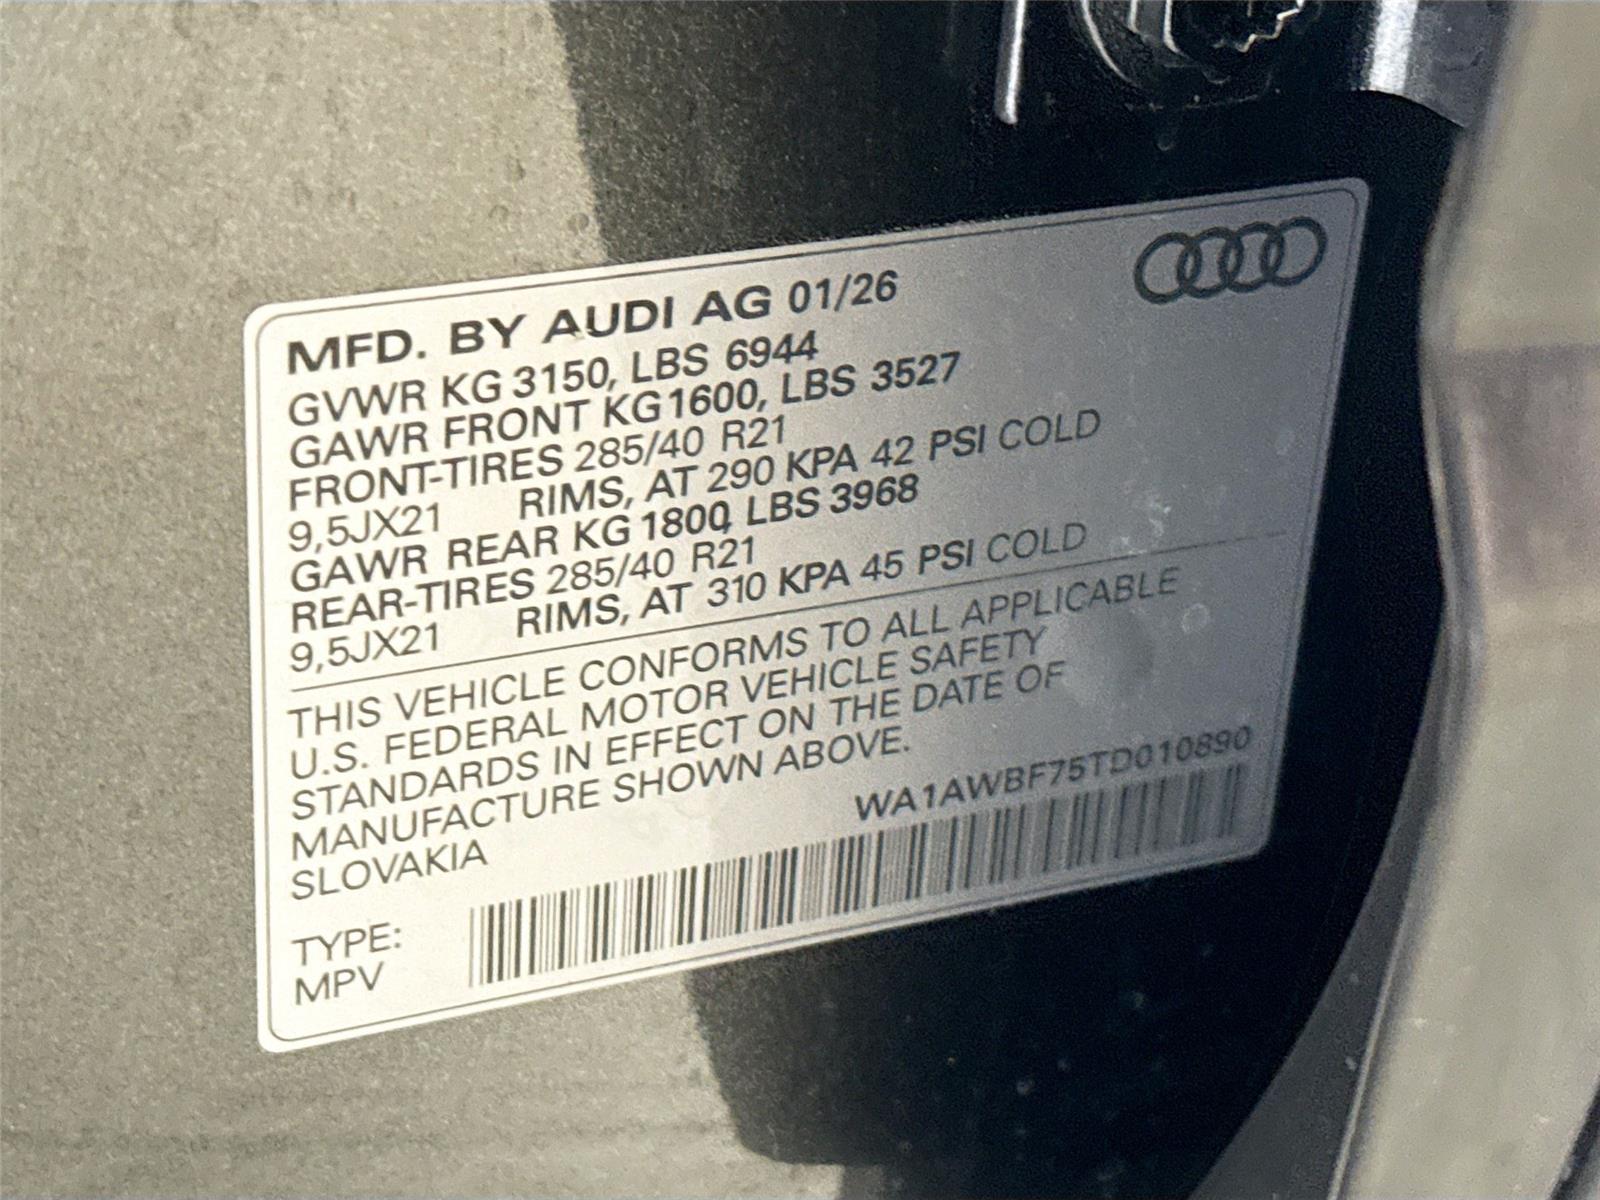 MFD. BY AUDI AG 01/26
GVWR KG 3150, LBS 6944
GAWR FRONT KG 1600, LBS 3527
FRONT-TIRES 285/40 R21
9,5JX21 RIMS, AT 290 KPA 42 PSI COLD
GAWR REAR KG 1800, LBS 3968
REAR-TIRES 285/40 R21
9,5JX21 RIMS, AT 310 KPA 45 PSI COLD
THIS VEHICLE CONFORMS TO ALL APPLICABLE
U.S. FEDERAL MOTOR VEHICLE SAFETY
STANDARDS IN EFFECT ON THE DATE OF
MANUFACTURE SHOWN ABOVE.
SLOVAKIA
WA1AWBF75TD010890
TYPE:
MPV